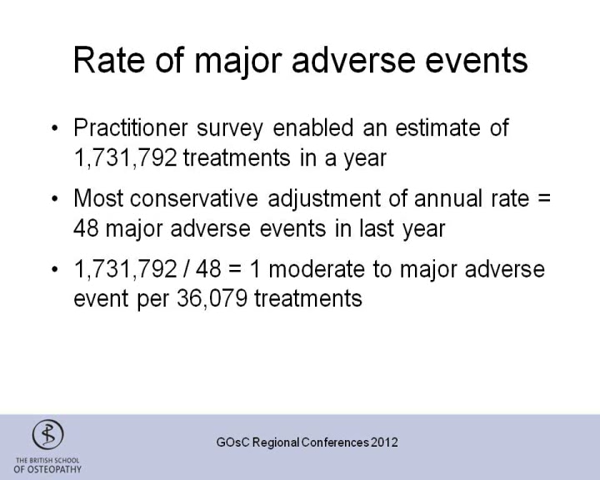 Rate of major adverse events
• Practitioner survey enabled an estimate of
1,731,792 treatments in a year
• Most conservative adjustment of annual rate =
48 major adverse events in last year
• 1,731,792 / 48 = 1 moderate to major adverse
event per 36,079 treatments
THE BRITISH SCHOOL
OF OSTEOPATHY
GOsC Regional Conferences 2012